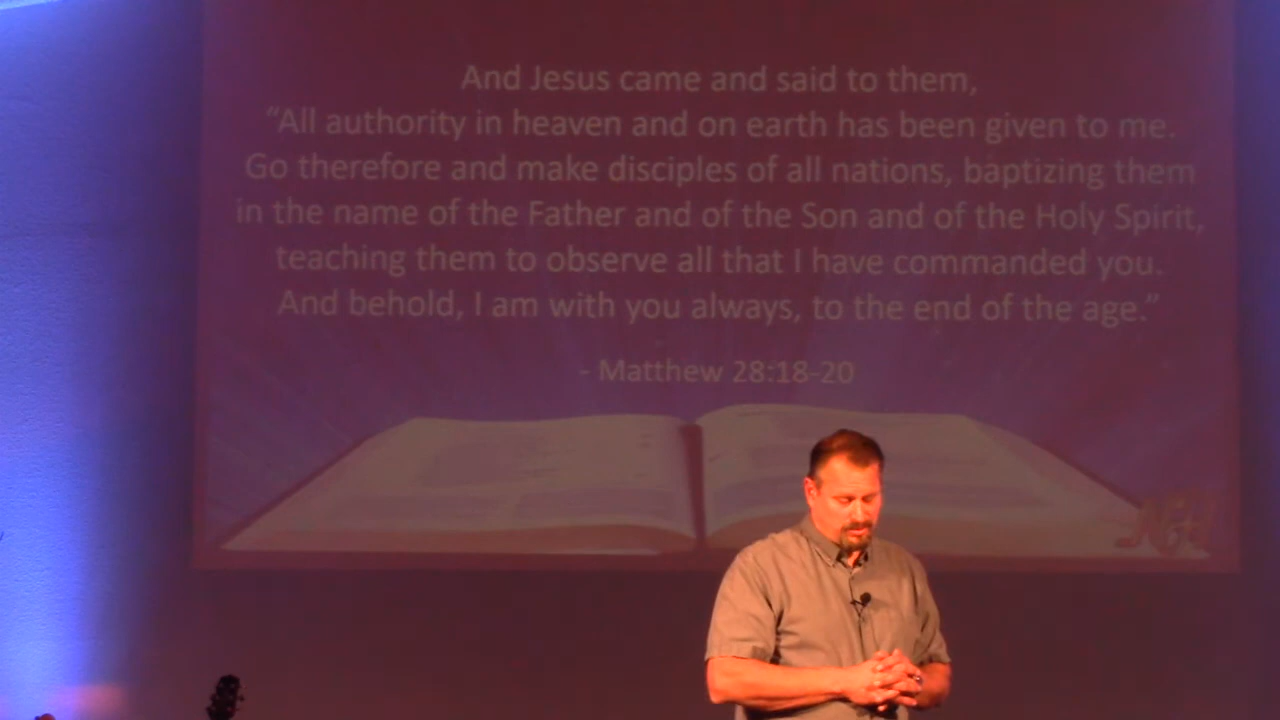 And Jesus came and said to them,
“All authority in heaven and on earth has been given to me.
Go therefore and make disciples of all nations, baptizing them
in the name of the Father and of the Son and of the Holy Spirit,
teaching them to observe all that I have commanded you.
And behold, I am with you always, to the end of the age.”
- Matthew 28:18-20